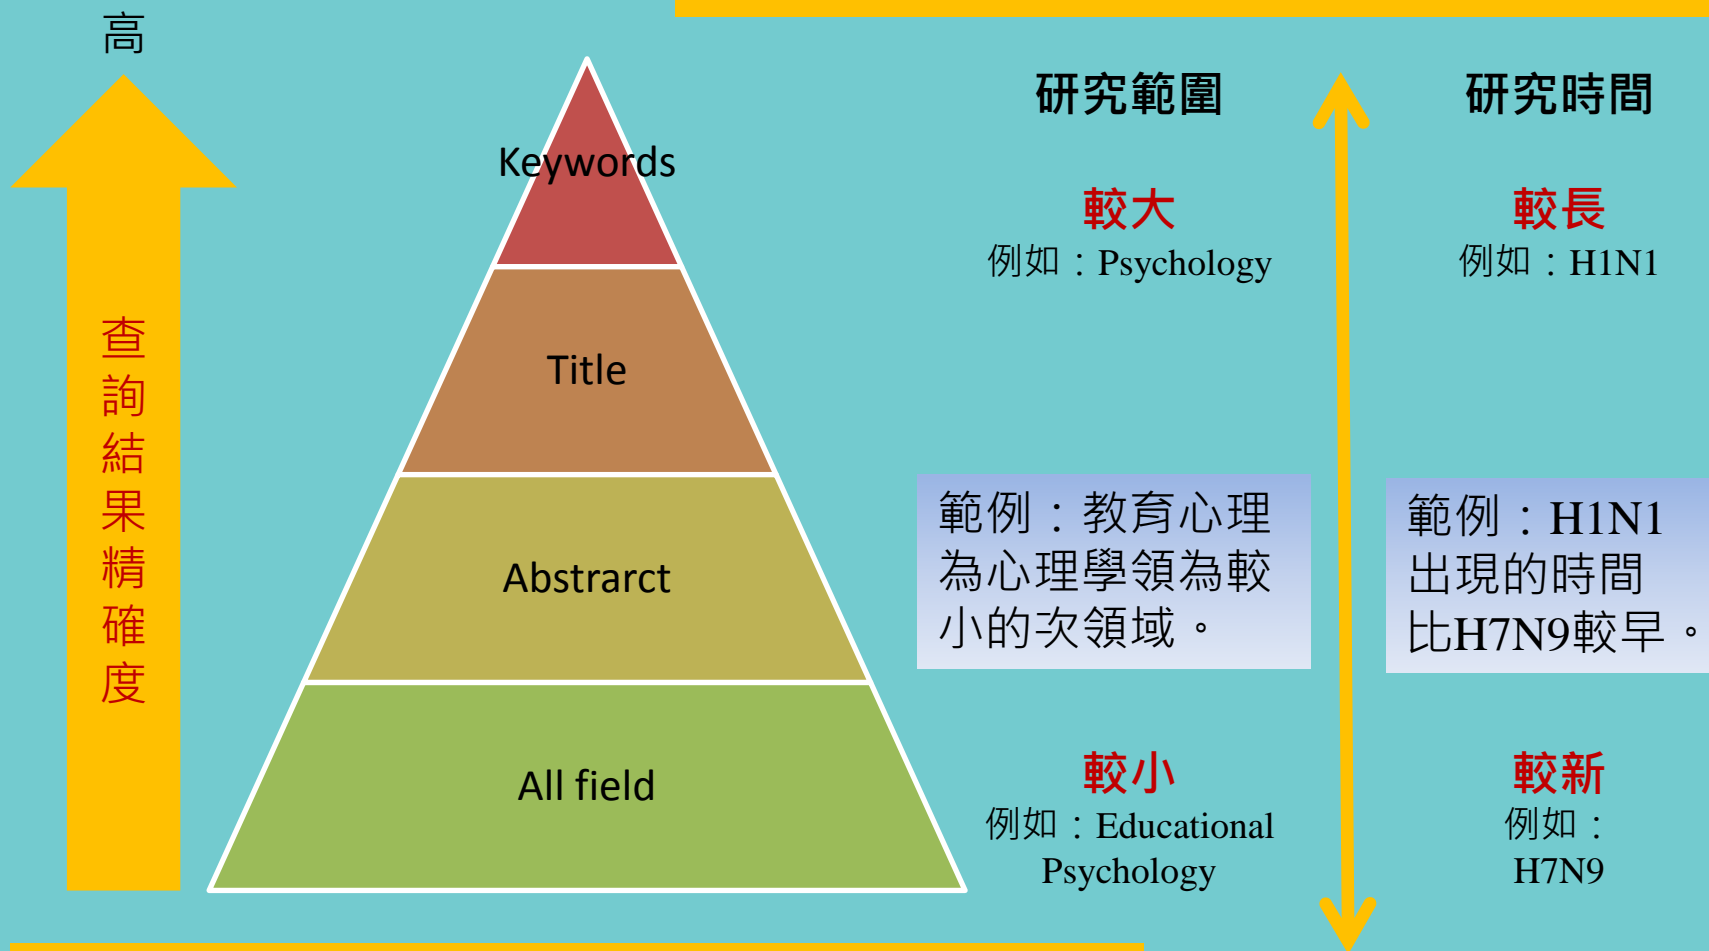 高
查詢結果精確度
Keywords
Title
Abstrarct
All field
研究範圍
較大
例如：Psychology
範例：教育心理
為心理學領為較
小的次領域。
較小
例如：Educational
Psychology
研究時間
較長
例如：H1N1
範例：H1N1
出現的時間
比H7N9較早。
較新
例如：
H7N9